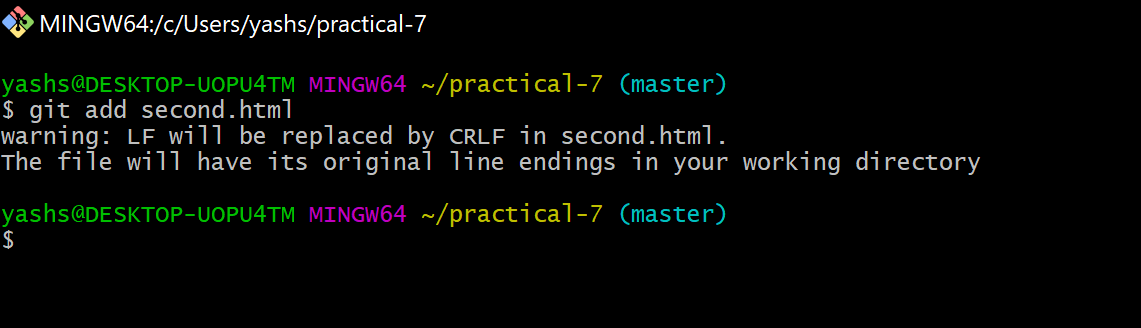 MINGW64:/c/Users/yashs/practical-7
yashs@DESKTOP-UOPU4TM MINGW64 ~/practical-7 (master)
$ git add second.html
warning: LF will be replaced by CRLF in second.html.
The file will have its original line endings in your working directory
yashs@DESKTOP-UOPU4TM MINGW64 ~/practical-7 (master)
$